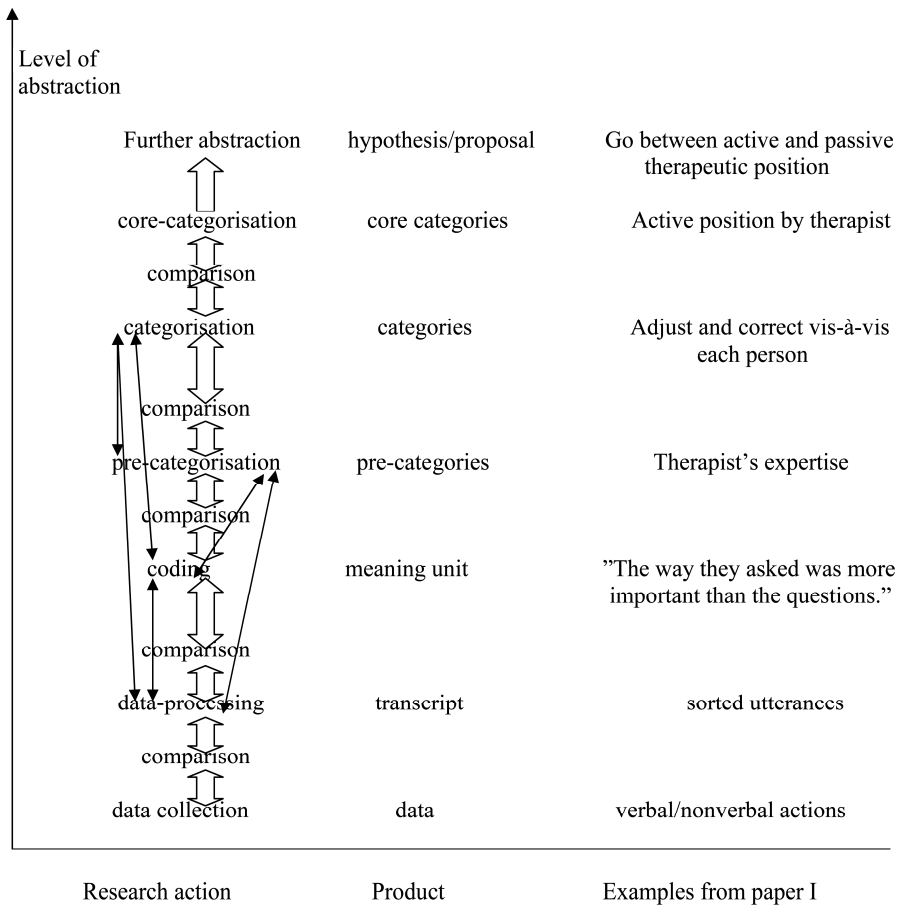 Level of
abstraction
Further abstraction hypothesis/proposal Go between active and passive
therapeutic position
core-categorisation core categories Active position by therapist
comparison
categorisation categories Adjust and correct vis-à-vis
each person
comparison
pre-categorisation pre-categories Therapist’s expertise
comparison
coding meaning unit ”The way they asked was more
important than the questions.”
comparison
data-processing transcript sorted utterances
comparison
data collection data verbal/nonverbal actions
Research action Product Examples from paper I